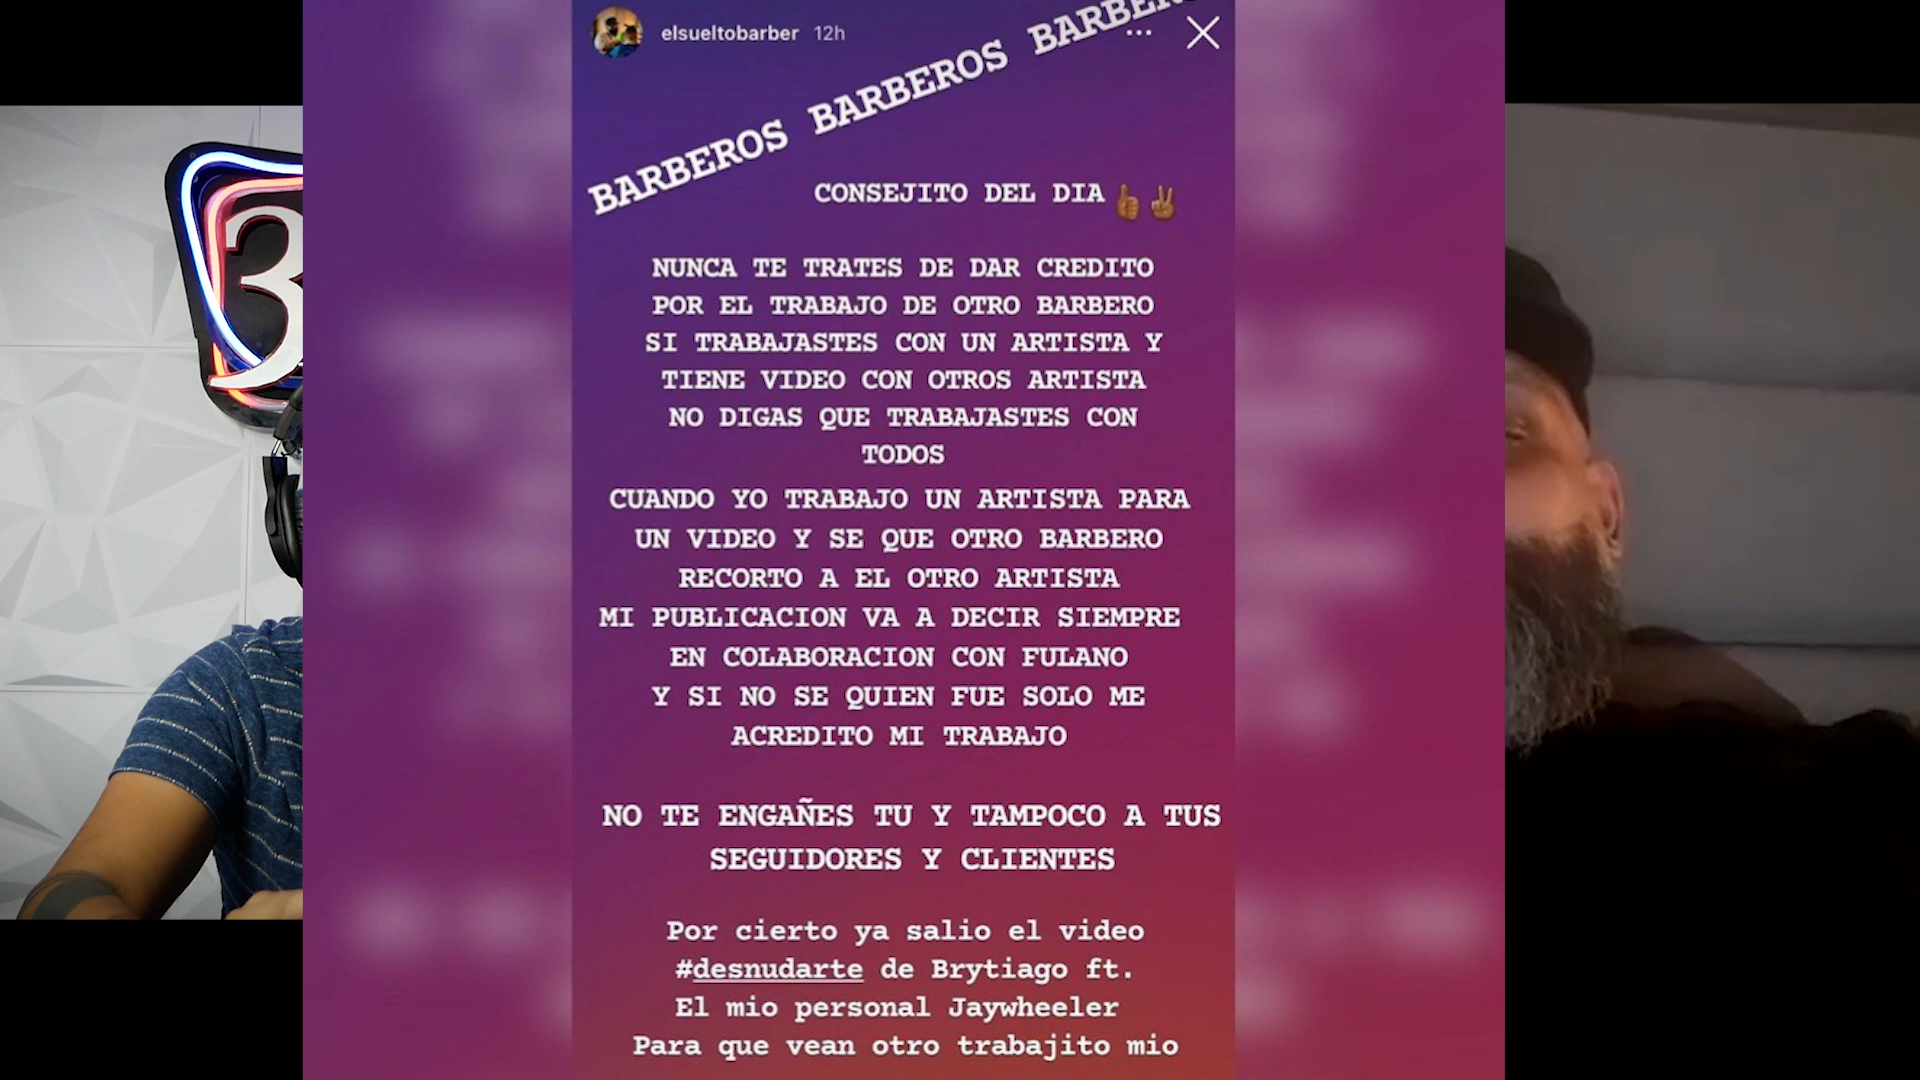 elsueltobarber 12h
BARBEROS BARBEROS
CONSEJITO DEL DIA👍🏾✌🏾
NUNCA TE TRATES DE DAR CREDITO
POR EL TRABAJO DE OTRO BARBERO
SI TRABAJASTES CON UN ARTISTA Y
TIENE VIDEO CON OTROS ARTISTA
NO DIGAS QUE TRABAJASTES CON
TODOS
CUANDO YO TRABAJO UN ARTISTA PARA
UN VIDEO Y SE QUE OTRO BARBERO
RECORTO A EL OTRO ARTISTA
MI PUBLICACION VA A DECIR SIEMPRE
EN COLABORACION CON FULANO
Y SI NO SE QUIEN FUE SOLO ME
ACREDITO MI TRABAJO
NO TE ENGAÑES TU Y TAMPOCO A TUS
SEGUIDORES Y CLIENTES
Por cierto ya salio el video
#desnudarte de Brytiago ft.
El mio personal Jaywheeler
Para que vean otro trabajito mio
3